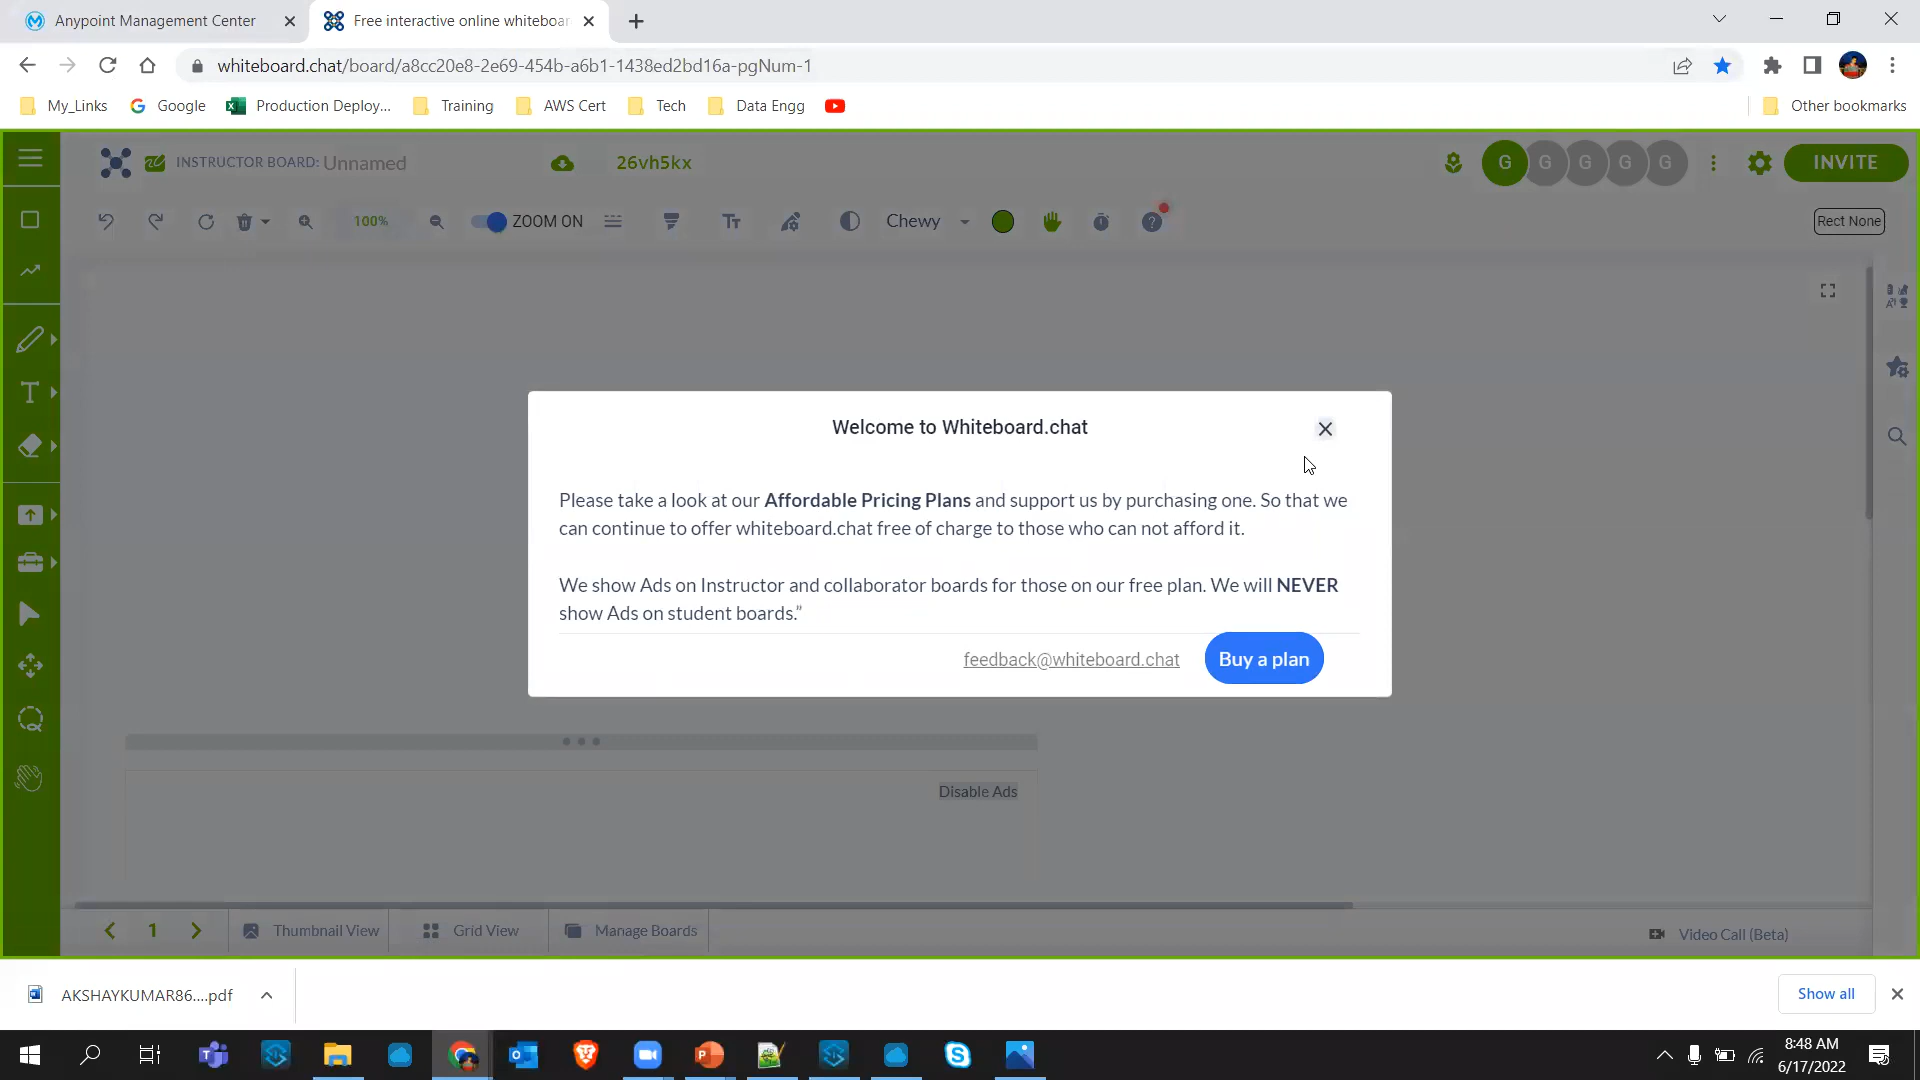 Anypoint Management Center
Free interactive online whiteboar
whiteboard.chat/board/a8cc20e8-2e69-454b-a6b1-1438ed2bd16a-pgNum-1
My_Links
Google
Production Deploy...
Training
AWS Cert
Tech
Data Engg
Other bookmarks
INSTRUCTOR BOARD: Unnamed
26vh5kx
G
G
G
G
G
INVITE
100%
ZOOM ON
Chewy
Rect None
Welcome to Whiteboard.chat
Please take a look at our Affordable Pricing Plans and support us by purchasing one. So that we
can continue to offer whiteboard.chat free of charge to those who can not afford it.
We show Ads on Instructor and collaborator boards for those on our free plan. We will NEVER
show Ads on student boards.”
feedback@whiteboard.chat
Buy a plan
Disable Ads
1
Thumbnail View
Grid View
Manage Boards
Video Call (Beta)
AKSHAYKUMAR86....pdf
Show all
8:48 AM
6/17/2022